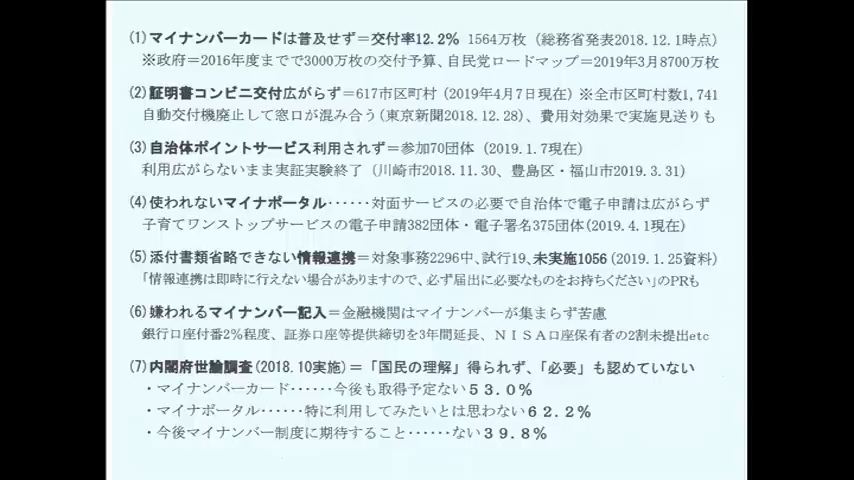 (1) マイナンバーカードは普及せず＝交付率12.2％ 1564万枚（総務省発表2018.12.1時点）
※政府＝2016年度までで3000万枚の交付予算、自民党ロードマップ＝2019年3月8700万枚
(2) 証明書コンビニ交付広がらず＝617市区町村（2019年4月7日現在）※全市区町村数1,741
自動交付機廃止して窓口が混み合う（東京新聞2018.12.28）、費用対効果で実施見送りも
(3) 自治体ポイントサービス利用されず＝参加70団体（2019.1.7現在）
利用広がらないまま実証実験終了（川崎市2018.11.30、豊島区・福山市2019.3.31）
(4) 使われないマイナポータル‥‥‥対面サービスの必要で自治体で電子申請は広がらず
子育てワンストップサービスの電子申請382団体・電子署名375団体(2019.4.1現在)
(5) 添付書類省略できない情報連携＝対象事務2296中、試行19、未実施1056（2019.1.25資料）
「情報連携は即時に行えない場合がありますので、必ず届出に必要なものをお持ちください」のPRも
(6) 嫌われるマイナンバー記入＝金融機関はマイナンバーが集まらず苦慮
銀行口座付番2％程度、証券口座等提供締切を3年間延長、ＮＩＳＡ口座保有者の2割未提出etc
(7) 内閣府世論調査(2018.10実施)＝「国民の理解」得られず、「必要」も認めていない
・マイナンバーカード‥‥‥今後も取得予定ない５３.０％
・マイナポータル‥‥‥特に利用してみたいとは思わない６２.２％
・今後マイナンバー制度に期待すること‥‥‥ない３９.８％